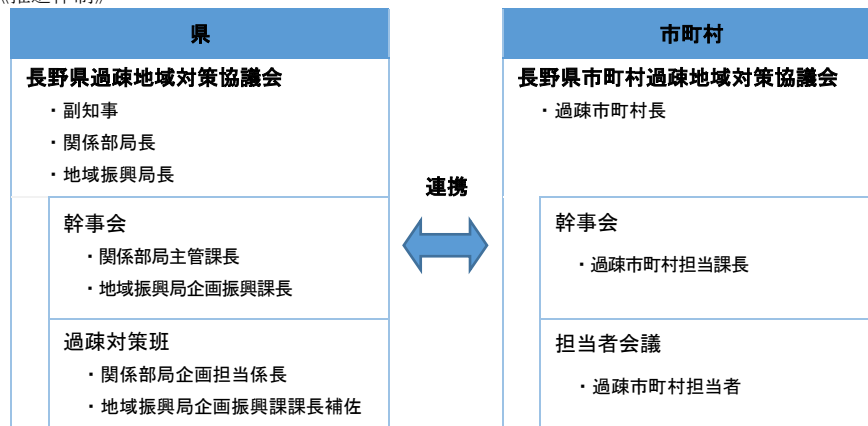 県
長野県過疎地域対策協議会
・副知事
・関係部局長
・地域振興局長
幹事会
・関係部局主管課長
・地域振興局企画振興課長
過疎対策班
・関係部局企画担当係長
・地域振興局企画振興課課長補佐
連携
市町村
長野県市町村過疎地域対策協議会
・過疎市町村長
幹事会
・過疎市町村担当課長
担当者会議
・過疎市町村担当者